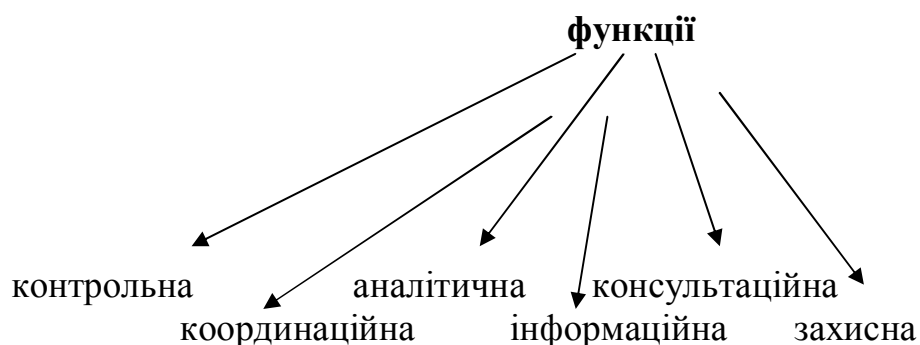 функції
контрольна аналітична консультаційна
координаційна інформаційна захисна